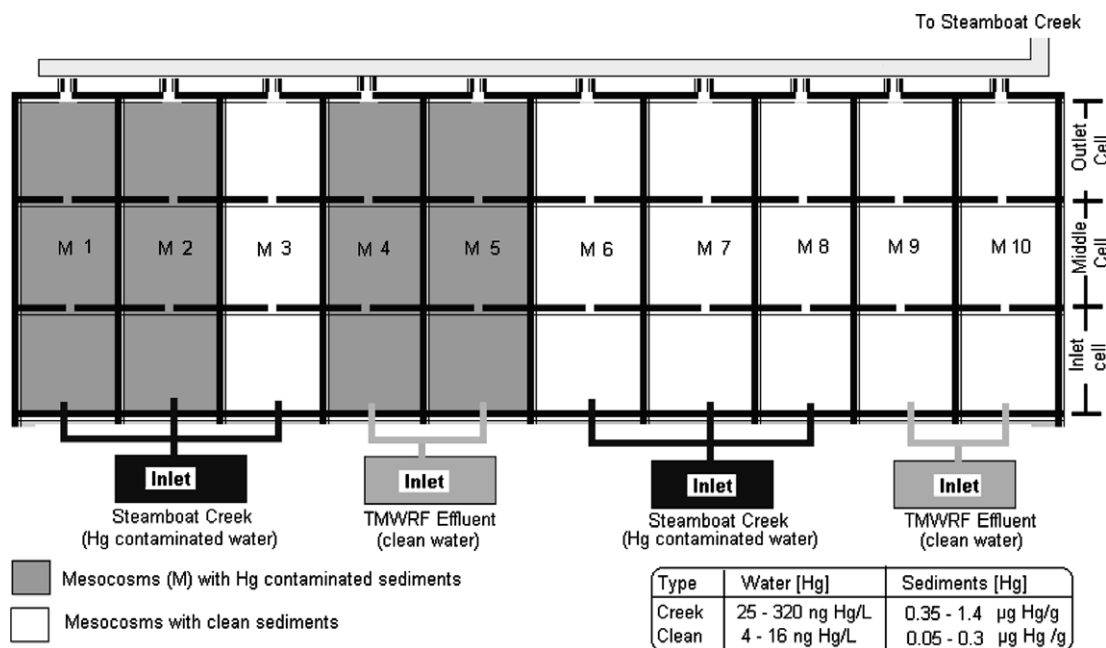 To Steamboat Creek
Outlet Cell
M 1 M 2 M 3 M 4 M 5 M 6 M 7 M 8 M 9 M 10
Middle Cell
Inlet cell
Inlet Inlet Inlet Inlet
Steamboat Creek
(Hg contaminated water)
TMWRF Effluent
(clean water)
Steamboat Creek
(Hg contaminated water)
TMWRF Effluent
(clean water)
Mesocosms (M) with Hg contaminated sediments
Mesocosms with clean sediments
Type Water [Hg] Sediments [Hg]
Creek 25 - 320 ng Hg/L 0.35 - 1.4 µg Hg/g
Clean 4 - 16 ng Hg/L 0.05 - 0.3 µg Hg /g